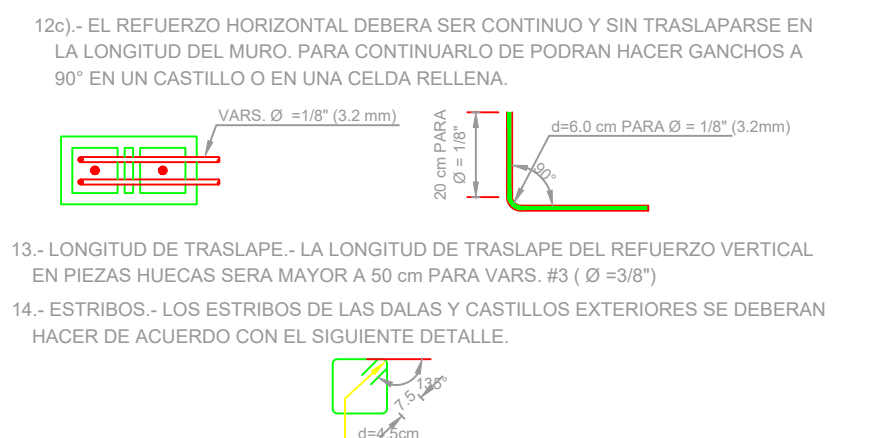 12c).- EL REFUERZO HORIZONTAL DEBERA SER CONTINUO Y SIN TRASLAPARSE EN
LA LONGITUD DEL MURO. PARA CONTINUARLO DE PODRAN HACER GANCHOS A
90° EN UN CASTILLO O EN UNA CELDA RELLENA.
VARS. Ø =1/8" (3.2 mm)
20 cm PARA
Ø = 1/8"
d=6.0 cm PARA Ø = 1/8" (3.2mm)
90°
13.- LONGITUD DE TRASLAPE.- LA LONGITUD DE TRASLAPE DEL REFUERZO VERTICAL
EN PIEZAS HUECAS SERA MAYOR A 50 cm PARA VARS. #3 ( Ø =3/8")
14.- ESTRIBOS.- LOS ESTRIBOS DE LAS DALAS Y CASTILLOS EXTERIORES SE DEBERAN
HACER DE ACUERDO CON EL SIGUIENTE DETALLE.
135°
7.5
d=4.5cm